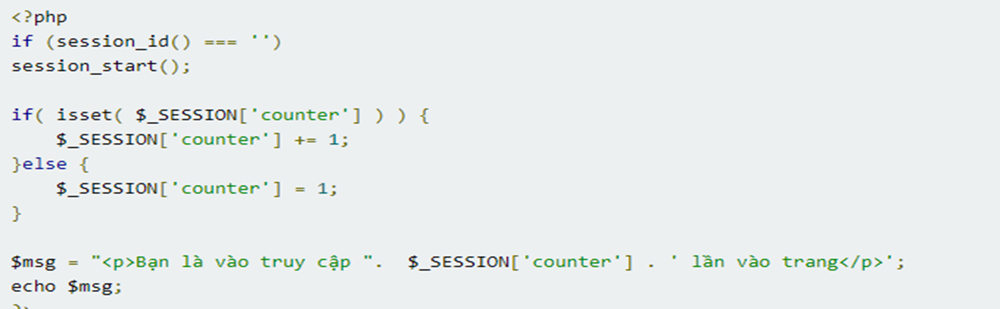 <?php
if (session_id() === '')
session_start();
if( isset( $_SESSION['counter'] ) ) {
$_SESSION['counter'] += 1;
}else {
$_SESSION['counter'] = 1;
}
$msg = "<p>Bạn là vào truy cập ".  $_SESSION['counter'] . ' lần vào trang</p>';
echo $msg;